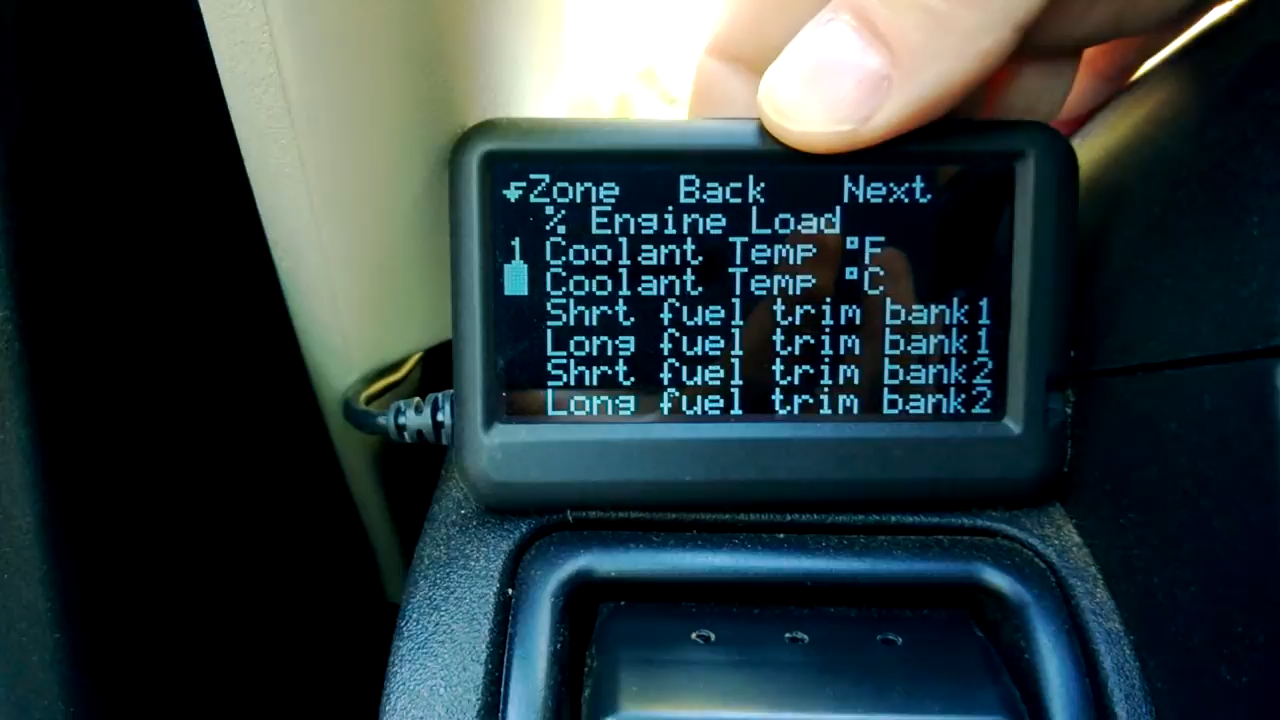 Zone Back Next
% Engine Load
1 Coolant Temp °F
Coolant Temp °C
Shrt fuel trim bank1
Long fuel trim bank1
Shrt fuel trim bank2
Long fuel trim bank2